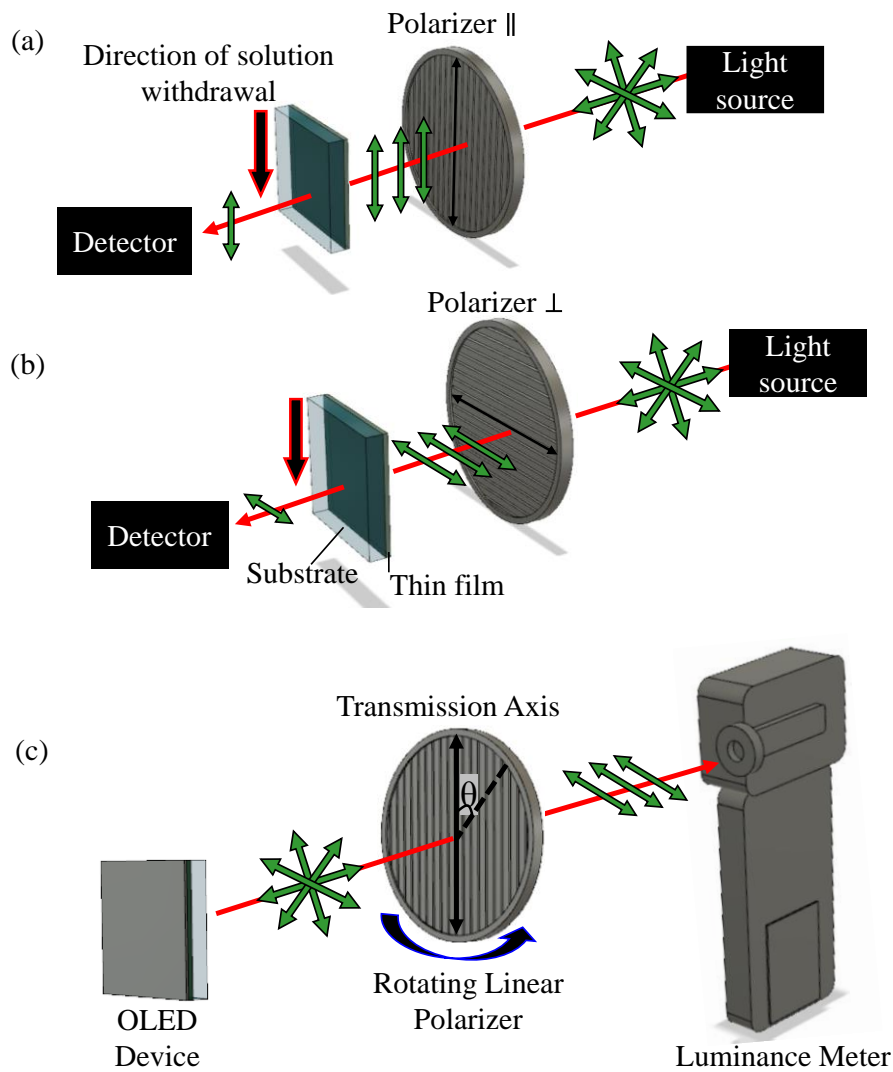 (a)
Polarizer ∥
Direction of solution
withdrawal
Light
source
Detector
Polarizer ⊥
(b)
Light
source
Detector
Substrate
Thin film
Transmission Axis
(c)
θ
Rotating Linear
Polarizer
OLED
Device
Luminance Meter